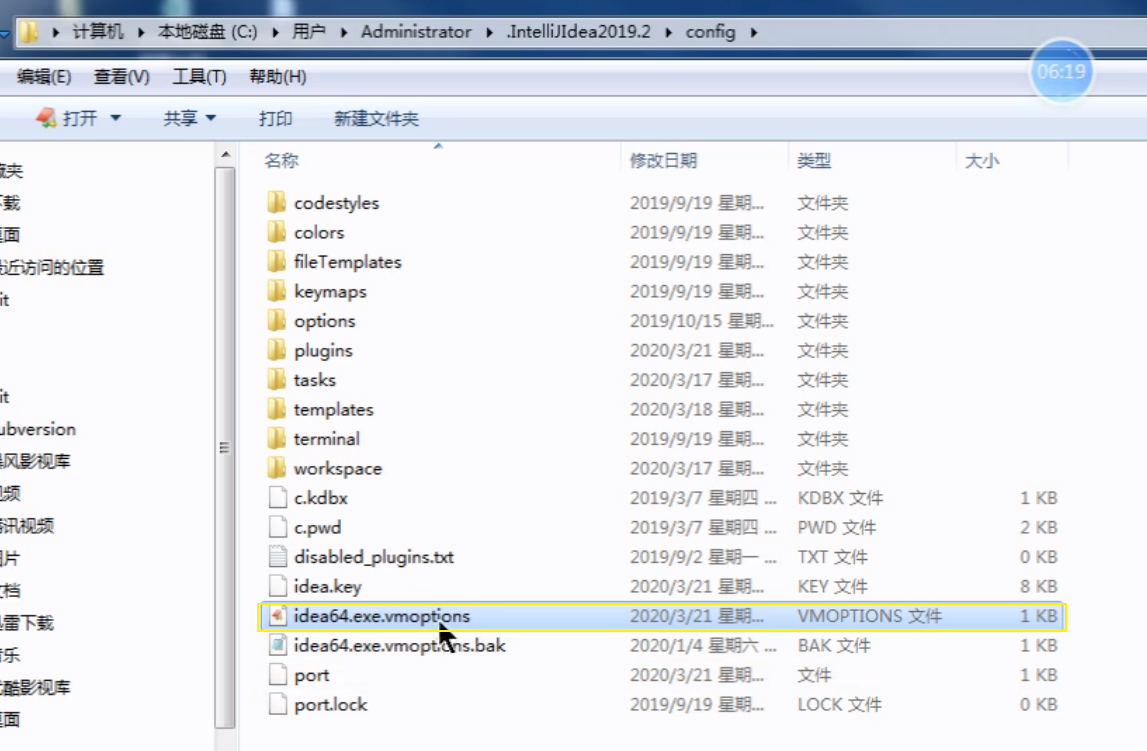 计算机 本地磁盘 (C:) 用户 Administrator .IntelliJIdea2019.2 config
编辑(E) 查看(V) 工具(T) 帮助(H)
06:19
打开 共享 打印 新建文件夹
名称 修改日期 类型 大小
codestyles 2019/9/19 星期... 文件夹
colors 2019/9/19 星期... 文件夹
fileTemplates 2019/9/19 星期... 文件夹
keymaps 2019/9/19 星期... 文件夹
options 2019/10/15 星期... 文件夹
plugins 2020/3/21 星期... 文件夹
tasks 2020/3/17 星期... 文件夹
templates 2020/3/18 星期... 文件夹
terminal 2019/9/19 星期... 文件夹
workspace 2020/3/17 星期... 文件夹
c.kdbx 2019/3/7 星期四 ... KDBX 文件 1 KB
c.pwd 2019/3/7 星期四 ... PWD 文件 2 KB
disabled_plugins.txt 2019/9/2 星期一 ... TXT 文件 0 KB
idea.key 2020/3/21 星期... KEY 文件 8 KB
idea64.exe.vmoptions 2020/3/21 星期... VMOPTIONS 文件 1 KB
idea64.exe.vmoptions.bak 2020/1/4 星期六 ... BAK 文件 1 KB
port 2020/3/21 星期... 文件 1 KB
port.lock 2019/9/19 星期... LOCK 文件 0 KB
夹
载
面
近访问的位置
it
it
ubversion
风影视库
频
讯视频
片
档
雷下载
乐
酷影视库
面